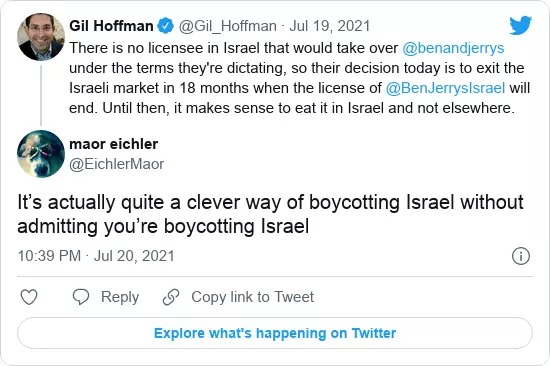 Gil Hoffman @Gil_Hoffman · Jul 19, 2021
There is no licensee in Israel that would take over @benandjerrys
under the terms they're dictating, so their decision today is to exit the
Israeli market in 18 months when the license of @BenJerrysIsrael will
end. Until then, it makes sense to eat it in Israel and not elsewhere.
maor eichler
@EichlerMaor
It’s actually quite a clever way of boycotting Israel without
admitting you’re boycotting Israel
10:39 PM · Jul 20, 2021
Reply Copy link to Tweet
Explore what's happening on Twitter